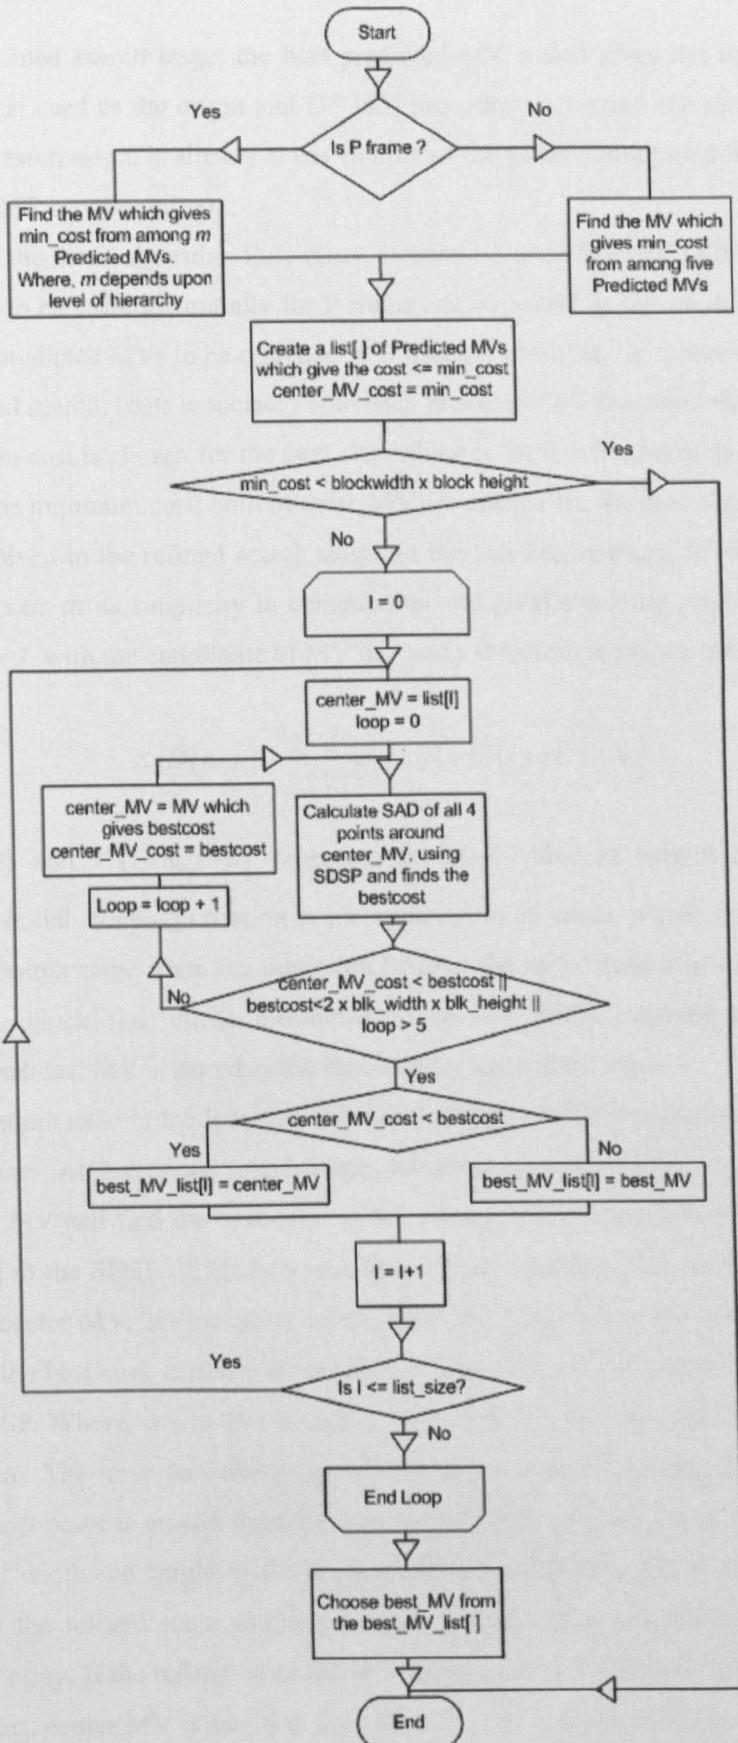 Start
Yes
No
Is P frame ?
Find the MV which gives
min_cost from among m
Predicted MVs.
Where, m depends upon
level of hierarchy
Find the MV which
gives min_cost
from among five
Predicted MVs
Create a list[ ] of Predicted MVs
which give the cost <= min_cost
center_MV_cost = min_cost
Yes
min_cost < blockwidth x block height
No
I = 0
center_MV = list[I]
loop = 0
center_MV = MV which
gives bestcost
center_MV_cost = bestcost
Calculate SAD of all 4
points around
center_MV, using
SDSP and finds the
bestcost
Loop = loop + 1
No
center_MV_cost < bestcost ||
bestcost<2 x blk_width x blk_height ||
loop > 5
Yes
center_MV_cost < bestcost
Yes
No
best_MV_list[I] = center_MV
best_MV_list[I] = best_MV
I = I+1
Yes
Is I <= list_size?
No
End Loop
Choose best_MV from
the best_MV_list[ ]
End